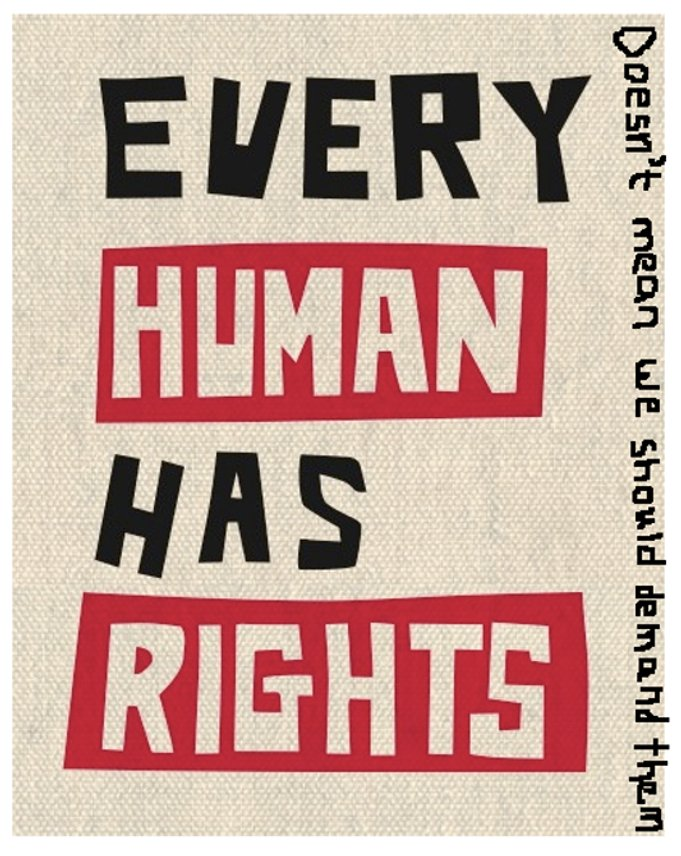 EVERY
HUMAN
HAS
RIGHTS
Doesn't mean we should demand them